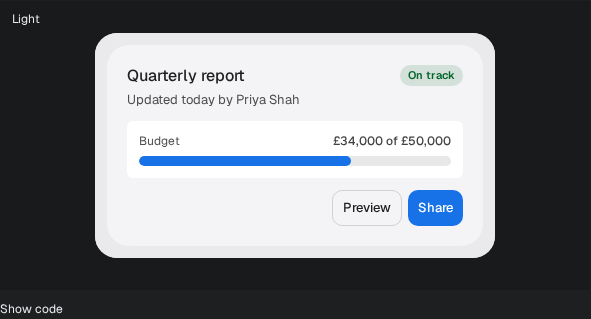 Light
Quarterly report
On track
Updated today by Priya Shah
Budget
£34,000 of £50,000
Preview
Share
Show code